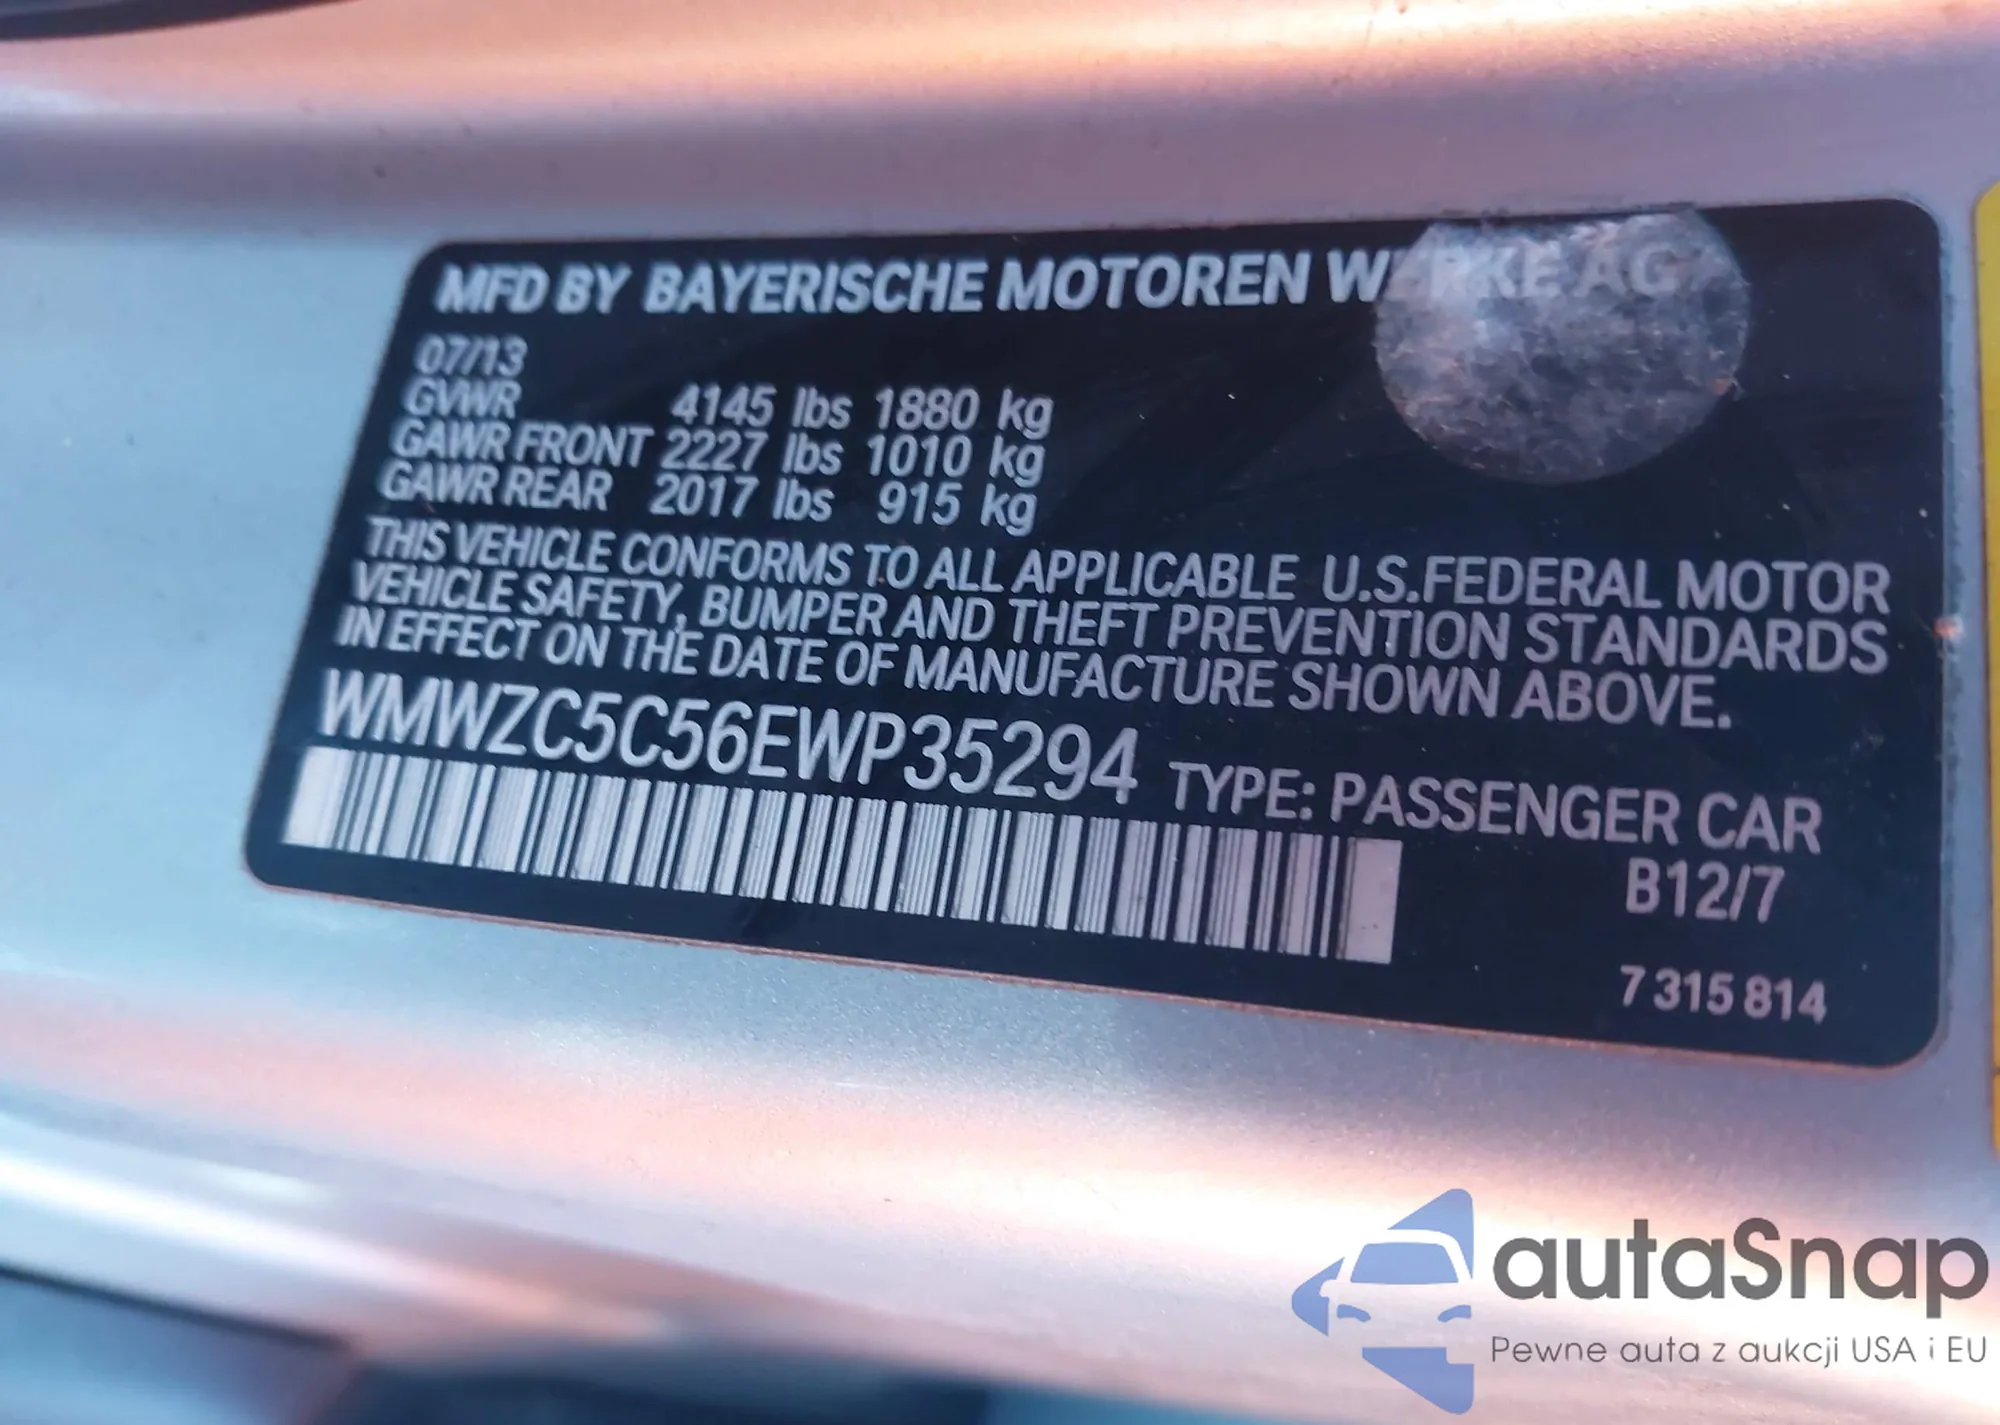 MFD BY BAYERISCHE MOTOREN WERKE AG
07/13
GVWR 4145 lbs 1880 kg
GAWR FRONT 2227 lbs 1010 kg
GAWR REAR 2017 lbs 915 kg
THIS VEHICLE CONFORMS TO ALL APPLICABLE U.S.FEDERAL MOTOR
VEHICLE SAFETY, BUMPER AND THEFT PREVENTION STANDARDS
IN EFFECT ON THE DATE OF MANUFACTURE SHOWN ABOVE.
WMWZC5C56EWP35294 TYPE: PASSENGER CAR
B12/7
7 315 814
autaSnap
Pewne auta z aukcji USA i EU